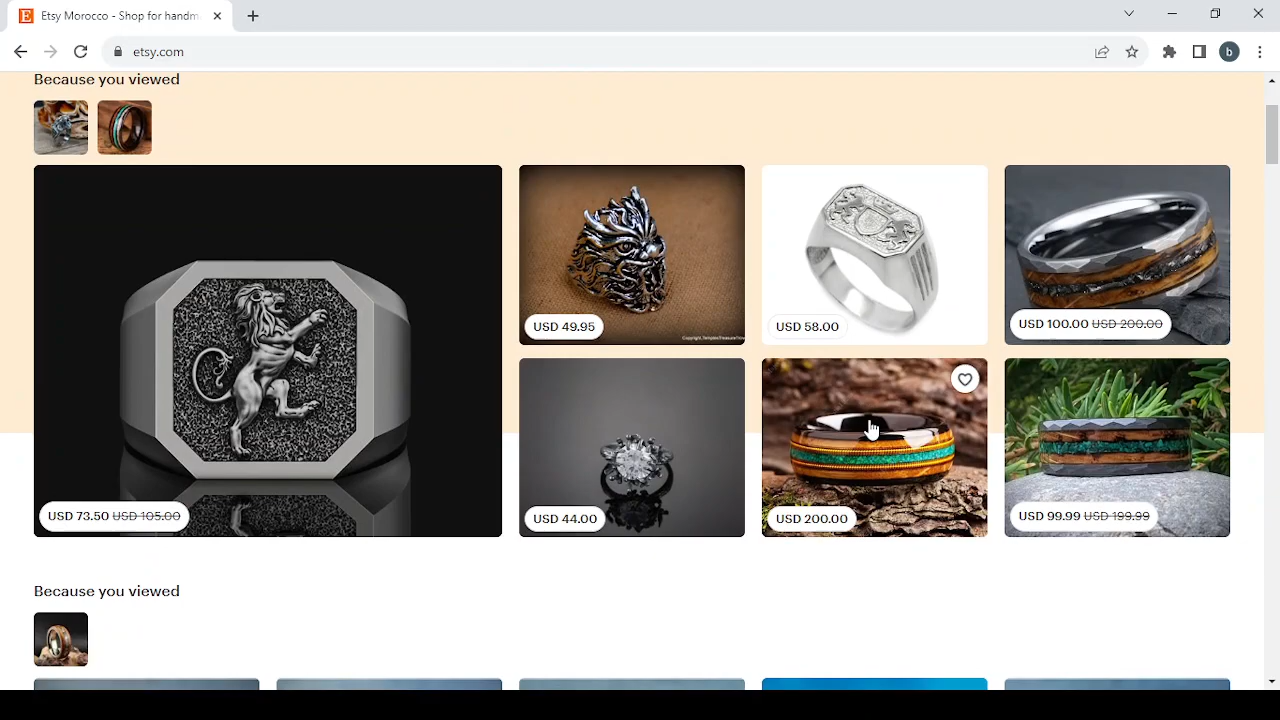 Etsy Morocco - Shop for handm
etsy.com
b
Because you viewed
USD 73.50 USD 105.00
USD 49.95
USD 58.00
USD 100.00 USD 200.00
USD 44.00
USD 200.00
USD 99.99 USD 199.99
Because you viewed